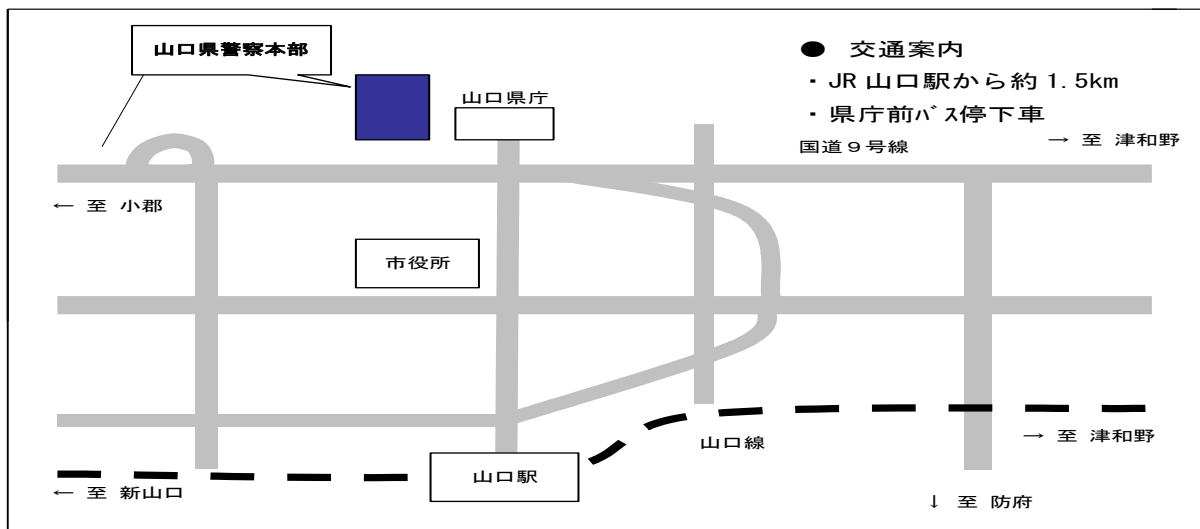 山口県警察本部
● 交通案内
・ JR 山口駅から約 1.5km
・ 県庁前バス停下車
山口県庁
国道9号線
→ 至 津和野
← 至 小郡
市役所
山口線
→ 至 津和野
山口駅
← 至 新山口
↓ 至 防府